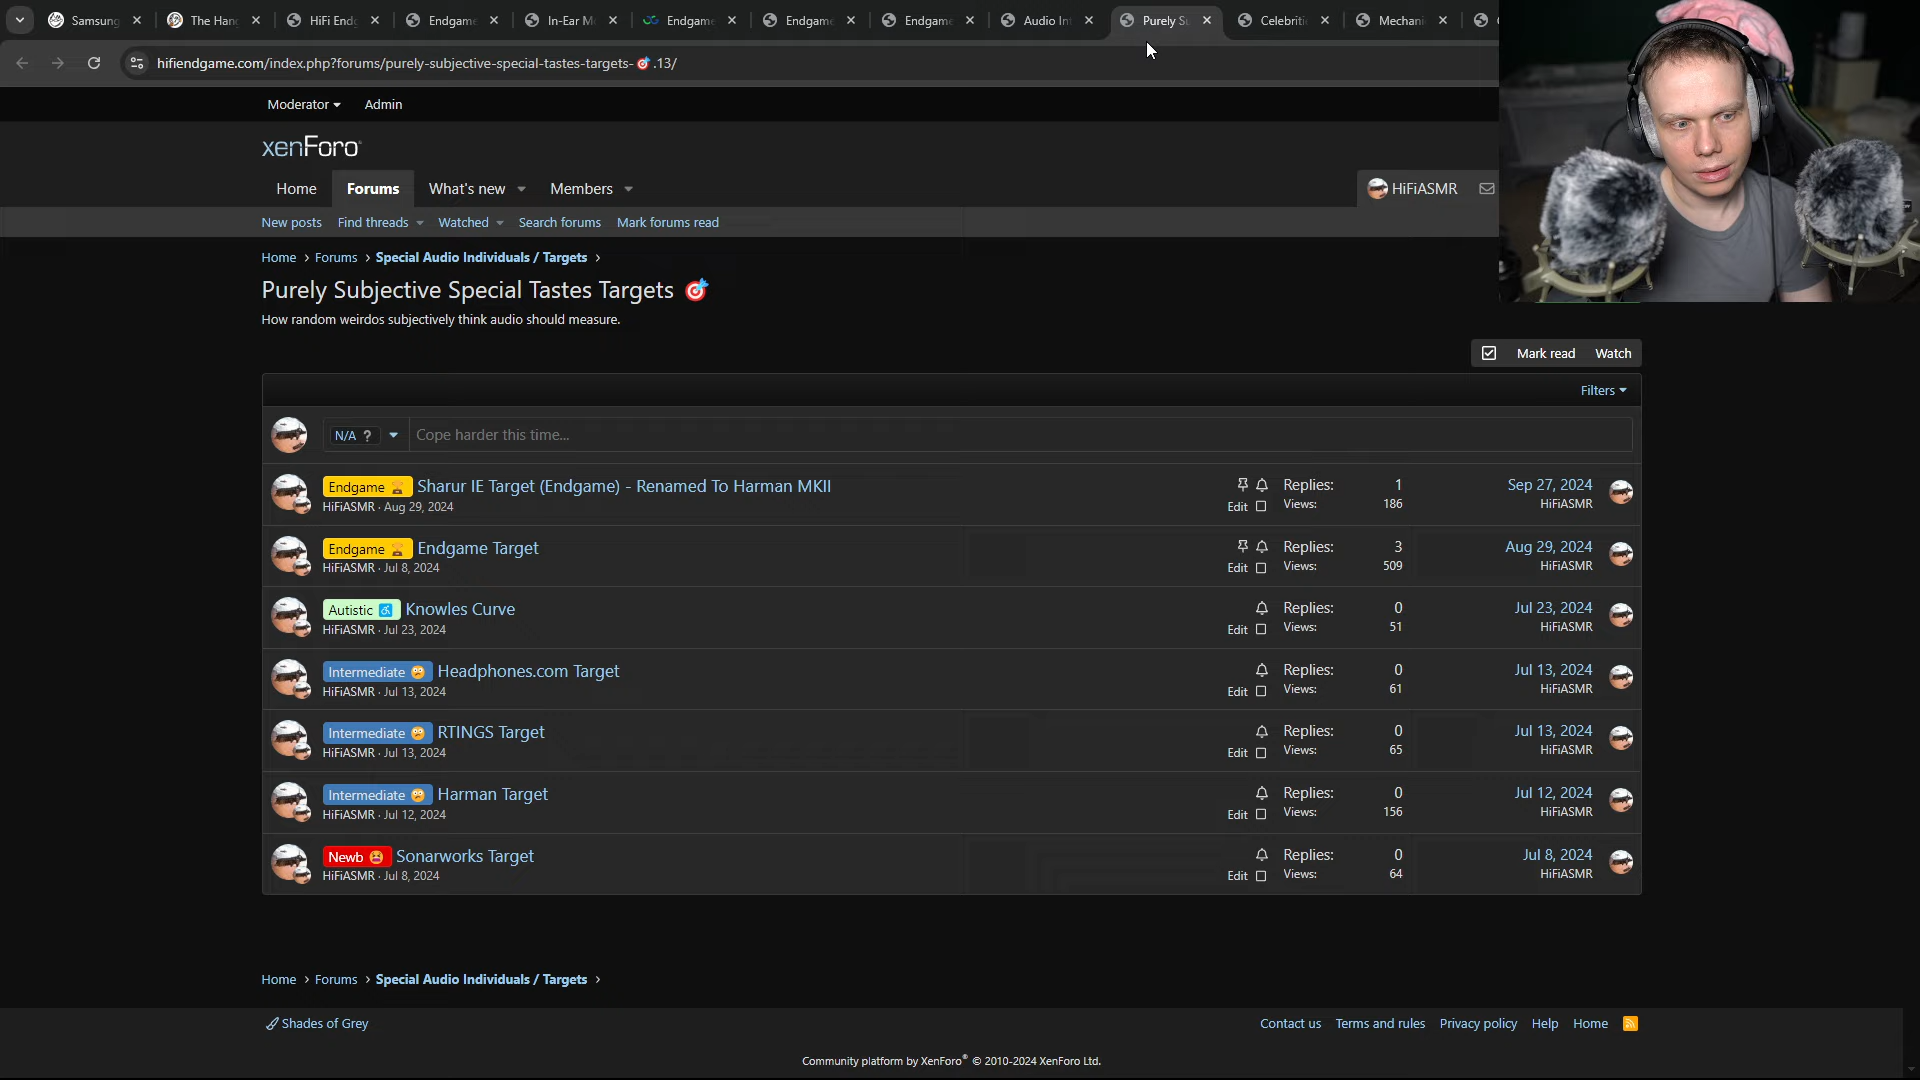 Samsung
The Hand
HiFi Endg
Endgame
In-Ear M
Endgame
Endgame
Endgame
Audio Int
Purely Su
Celebritie
Mechani
hifiendgame.com/index.php?forums/purely-subjective-special-tastes-targets-🎯.13/
Moderator Admin
xenForo
Home Forums What's new Members
HiFiASMR
New posts Find threads Watched Search forums Mark forums read
Home › Forums › Special Audio Individuals / Targets ›
Purely Subjective Special Tastes Targets 🎯
How random weirdos subjectively think audio should measure.
Mark read Watch
Filters
N/A ? Cope harder this time...
Endgame 🏆 Sharur IE Target (Endgame) - Renamed To Harman MKII
HiFiASMR · Aug 29, 2024
Edit
Replies: 1
Views: 186
Sep 27, 2024
HiFiASMR
Endgame 🏆 Endgame Target
HiFiASMR · Jul 8, 2024
Edit
Replies: 3
Views: 509
Aug 29, 2024
HiFiASMR
Autistic Knowles Curve
HiFiASMR · Jul 23, 2024
Edit
Replies: 0
Views: 51
Jul 23, 2024
HiFiASMR
Intermediate Headphones.com Target
HiFiASMR · Jul 13, 2024
Edit
Replies: 0
Views: 61
Jul 13, 2024
HiFiASMR
Intermediate RTINGS Target
HiFiASMR · Jul 13, 2024
Edit
Replies: 0
Views: 65
Jul 13, 2024
HiFiASMR
Intermediate Harman Target
HiFiASMR · Jul 12, 2024
Edit
Replies: 0
Views: 156
Jul 12, 2024
HiFiASMR
Newb Sonarworks Target
HiFiASMR · Jul 8, 2024
Edit
Replies: 0
Views: 64
Jul 8, 2024
HiFiASMR
Home › Forums › Special Audio Individuals / Targets ›
Shades of Grey
Contact us Terms and rules Privacy policy Help Home
Community platform by XenForo® © 2010-2024 XenForo Ltd.